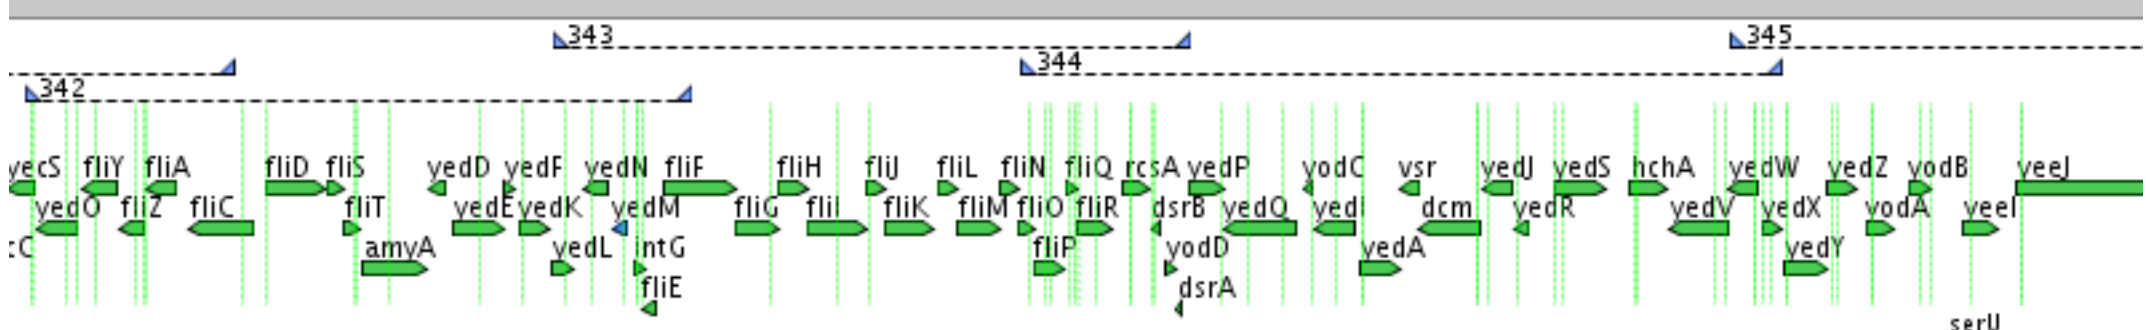 343 345
344
342
yecS fliY fliA fliD fliS yedD yedF yedN fliF fliH fliJ fliL fliN fliQ rcsA yedP yodC vsr yedJ yedS hchA yedW yedZ yodB yeeJ
yedO fliZ fliC fliT yedE yedK yedM fliG fliI fliK fliM fliO fliR dsrB yedQ yedI dcm yedR yedV yedX yodA yeeI
cC amyA yedL intG fliP yodD yedA yedY
fliE dsrA
serU